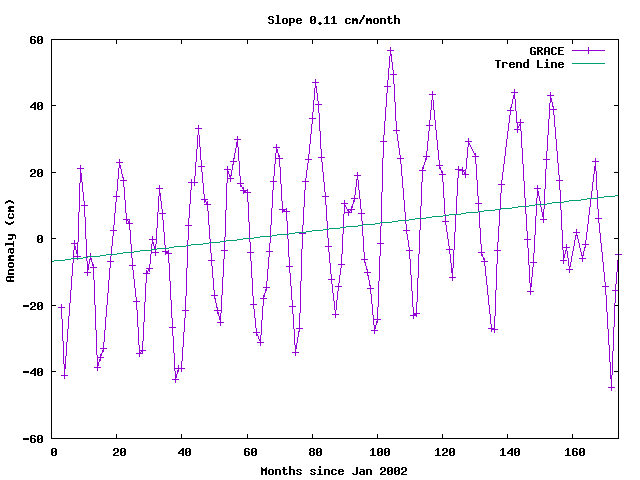 Slope 0.11 cm/month
GRACE
Trend Line
60
40
20
0
-20
-40
-60
Anomaly (cm)
0 20 40 60 80 100 120 140 160
Months since Jan 2002